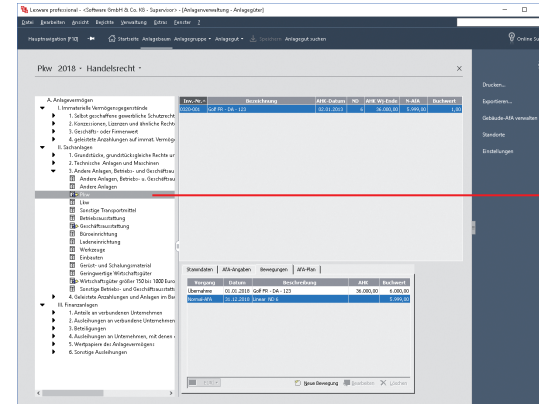 Lexware professional - <Software GmbH & Co. KG - Supervisor> - [Anlagenverwaltung - Anlagegüter]
Datei Bearbeiten Ansicht Berichte Verwaltung Extras Fenster ?
Hauptnavigation (F10) Startseite Anlagebaum Anlagegruppe Anlagegut Speichern Anlagegut suchen Online Su
Pkw 2018 - Handelsrecht
Drucken...
Exportieren...
Gebäude-AfA verwalten
Standorte
Einstellungen
A. Anlagevermögen
I. Immaterielle Vermögensgegenstände
1. Selbst geschaffene gewerbliche Schutzrecht
2. Konzessionen, Lizenzen und ähnliche Recht
3. Geschäfts- oder Firmenwert
4. geleistete Anzahlungen auf immat. Vermög
II. Sachanlagen
1. Grundstücke, grundstücksgleiche Rechte ur
2. Technische Anlagen und Maschinen
3. Andere Anlagen, Betriebs- und Geschäftsau
Andere Anlagen, Betriebs- u. Geschäftsau
Andere Anlagen
Pkw
Lkw
Sonstige Transportmittel
Betriebsausstattung
Geschäftsausstattung
Büroeinrichtung
Ladeneinrichtung
Werkzeuge
Einbauten
Gerüst- und Schalungsmaterial
Geringwertige Wirtschaftsgüter
Wirtschaftsgüter größer 150 bis 1000 Euro
Sonstige Betriebs- und Geschäftsausstatt
4. Geleistete Anzahlungen und Anlagen im Ba
III. Finanzanlagen
1. Anteile an verbundenen Unternehmen
2. Ausleihungen an verbundene Unternehmen
3. Beteiligungen
4. Ausleihungen an Unternehmen, mit denen e
5. Wertpapiere des Anlagevermögens
6. Sonstige Ausleihungen
Inv.-Nr. Bezeichnung AHK-Datum ND AHK Wj-Ende N-AfA Buchwert
0320-001 Golf FR - DA - 123 02.01.2013 6 36.000,00 5.999,00 1,00
Stammdaten AfA-Angaben Bewegungen AfA-Plan
Vorgang Datum Beschreibung AHK Buchwert
Übernahme 01.01.2018 Golf FR - DA - 123 36.000,00 6.000,00
Normal-AfA 31.12.2018 Linear ND 6 5.999,00
Neue Bewegung Bearbeiten Löschen